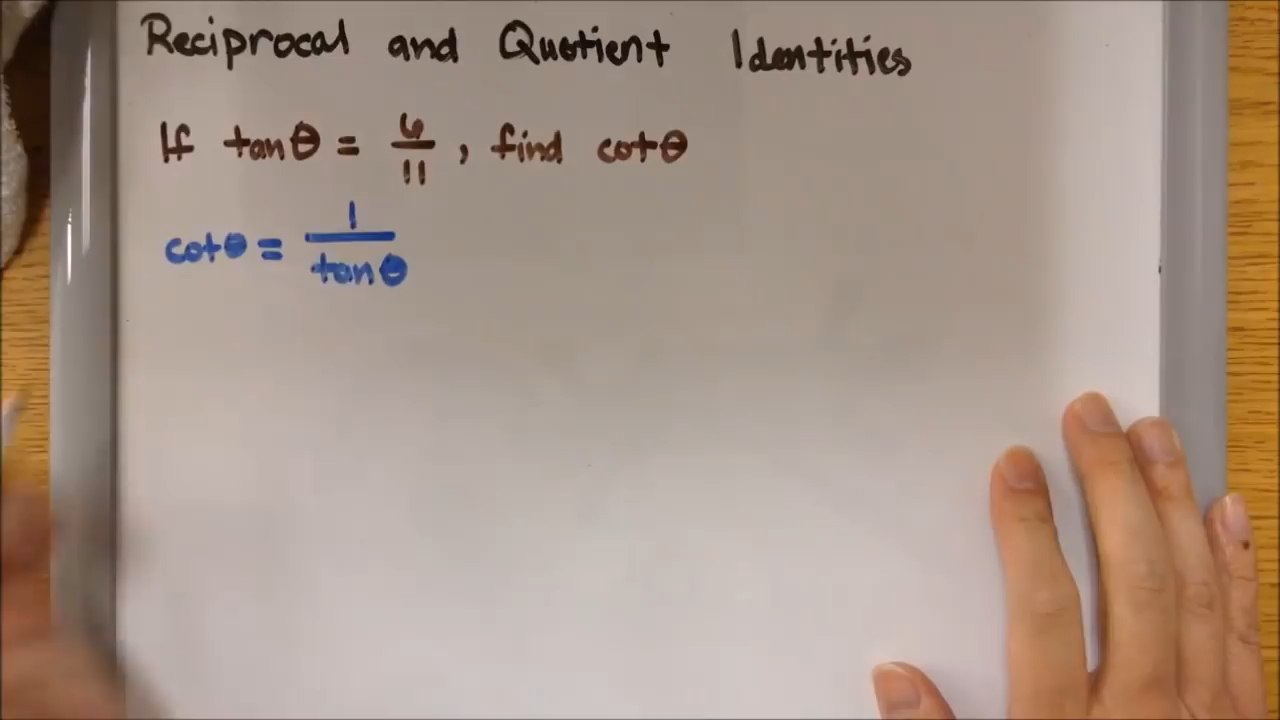 Reciprocal and Quotient Identities
If tanθ = 6/11, find cotθ
cotθ = 1/tanθ